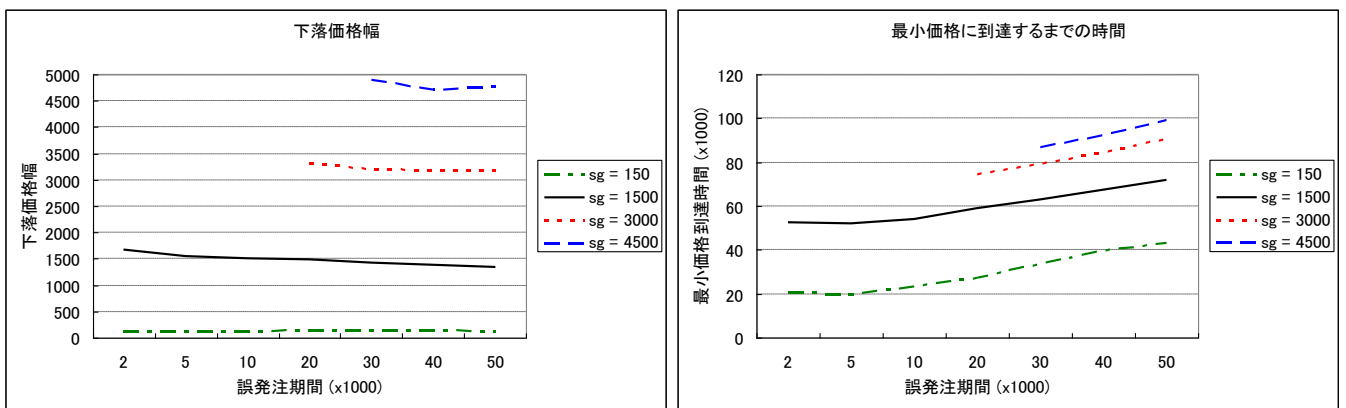 下落価格幅
5000
4500
4000
3500
3000
2500
2000
1500
1000
500
0
下落価格幅
2 5 10 20 30 40 50
誤発注期間 (x1000)
sg = 150
sg = 1500
sg = 3000
sg = 4500
最小価格に到達するまでの時間
120
100
80
60
40
20
0
最小価格到達時間 (x1000)
2 5 10 20 30 40 50
誤発注期間 (x1000)
sg = 150
sg = 1500
sg = 3000
sg = 4500